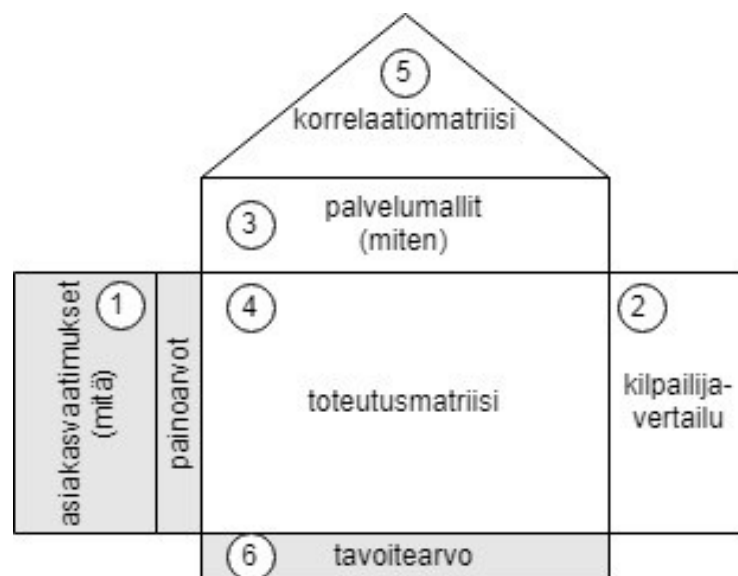 5
korrelaatiomatriisi
3
palvelumallit
(miten)
asiakasvaatimukset
(mitä)
1
painoarvot
4
toteutusmatriisi
2
kilpailija-
vertailu
6
tavoitearvo